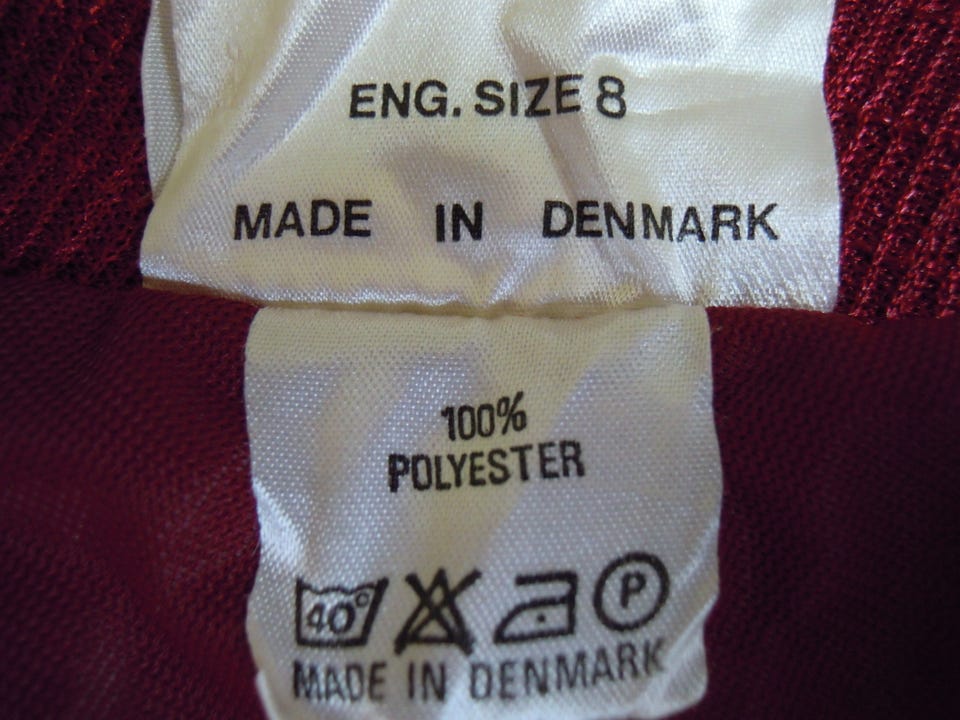 ENG. SIZE 8
MADE IN DENMARK
100%
POLYESTER
40° P
MADE IN DENMARK